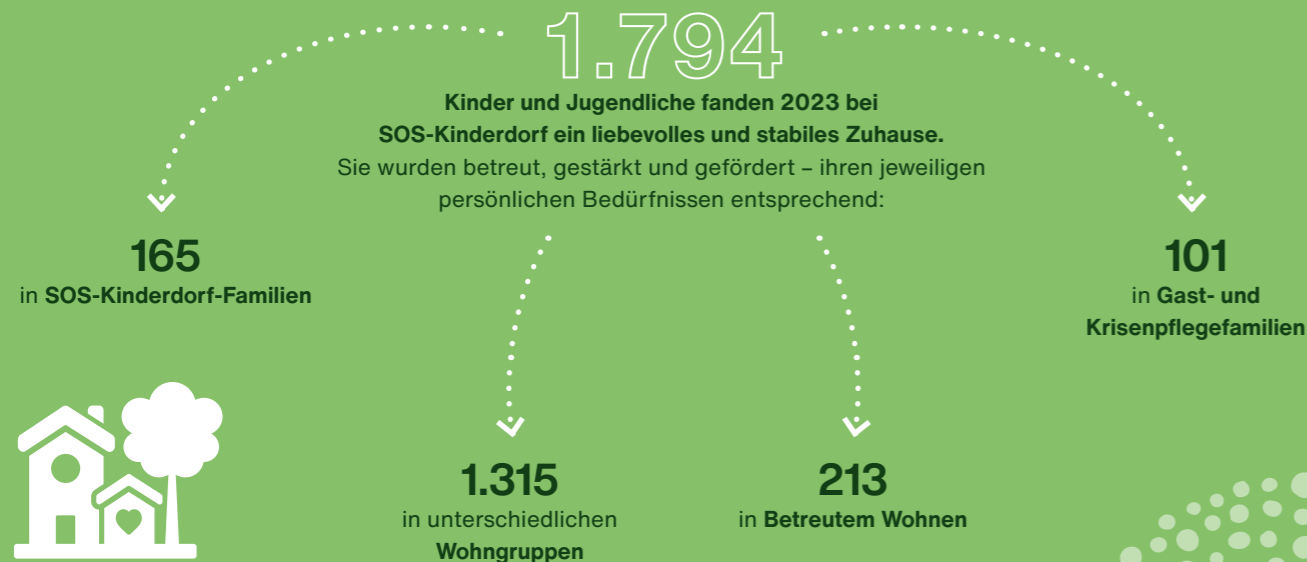 1.794
Kinder und Jugendliche fanden 2023 bei
SOS-Kinderdorf ein liebevolles und stabiles Zuhause.
Sie wurden betreut, gestärkt und gefördert – ihren jeweiligen
persönlichen Bedürfnissen entsprechend:
165
in SOS-Kinderdorf-Familien
101
in Gast- und
Krisenpflegefamilien
1.315
in unterschiedlichen
Wohngruppen
213
in Betreutem Wohnen